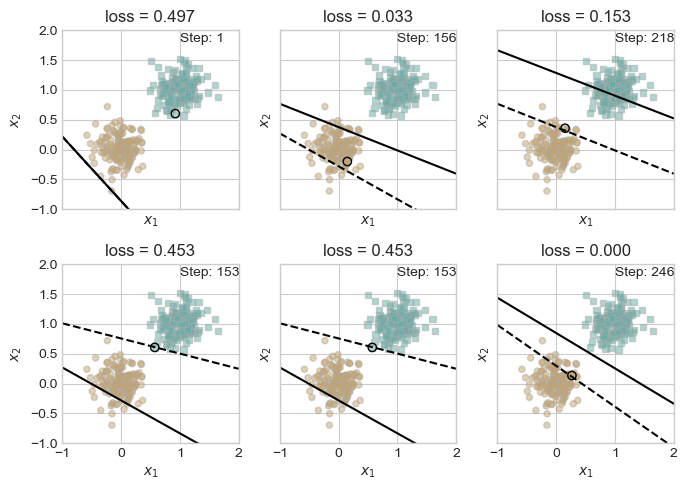 loss = 0.497
loss = 0.033
loss = 0.153
Step: 1
Step: 156
Step: 218
2.0
1.5
1.0
0.5
0.0
−0.5
−1.0
x2
x2
x2
x1
x1
x1
loss = 0.453
loss = 0.453
loss = 0.000
Step: 153
Step: 153
Step: 246
2.0
1.5
1.0
0.5
0.0
−0.5
−1.0
x2
x2
x2
−1 0 1 2
−1 0 1 2
−1 0 1 2
x1
x1
x1